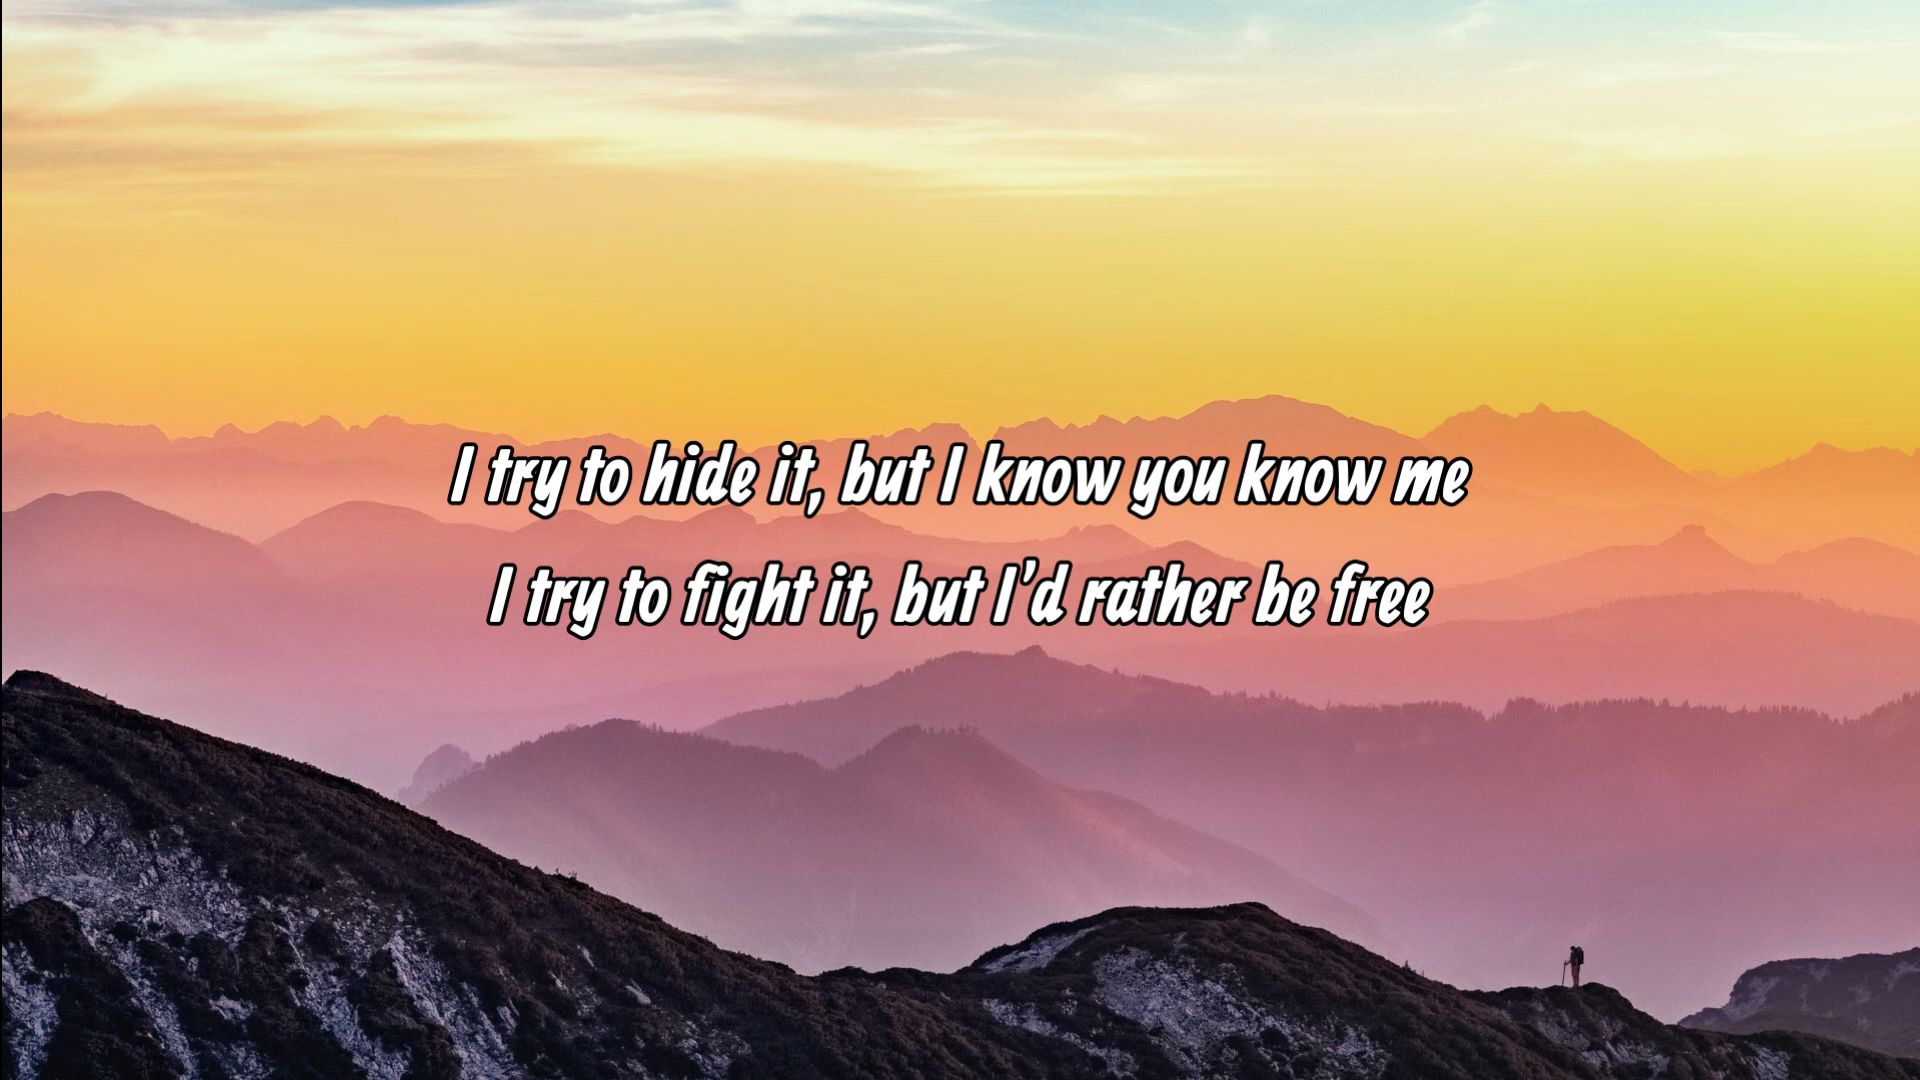 I try to hide it, but I know you know me
I try to fight it, but I'd rather be free